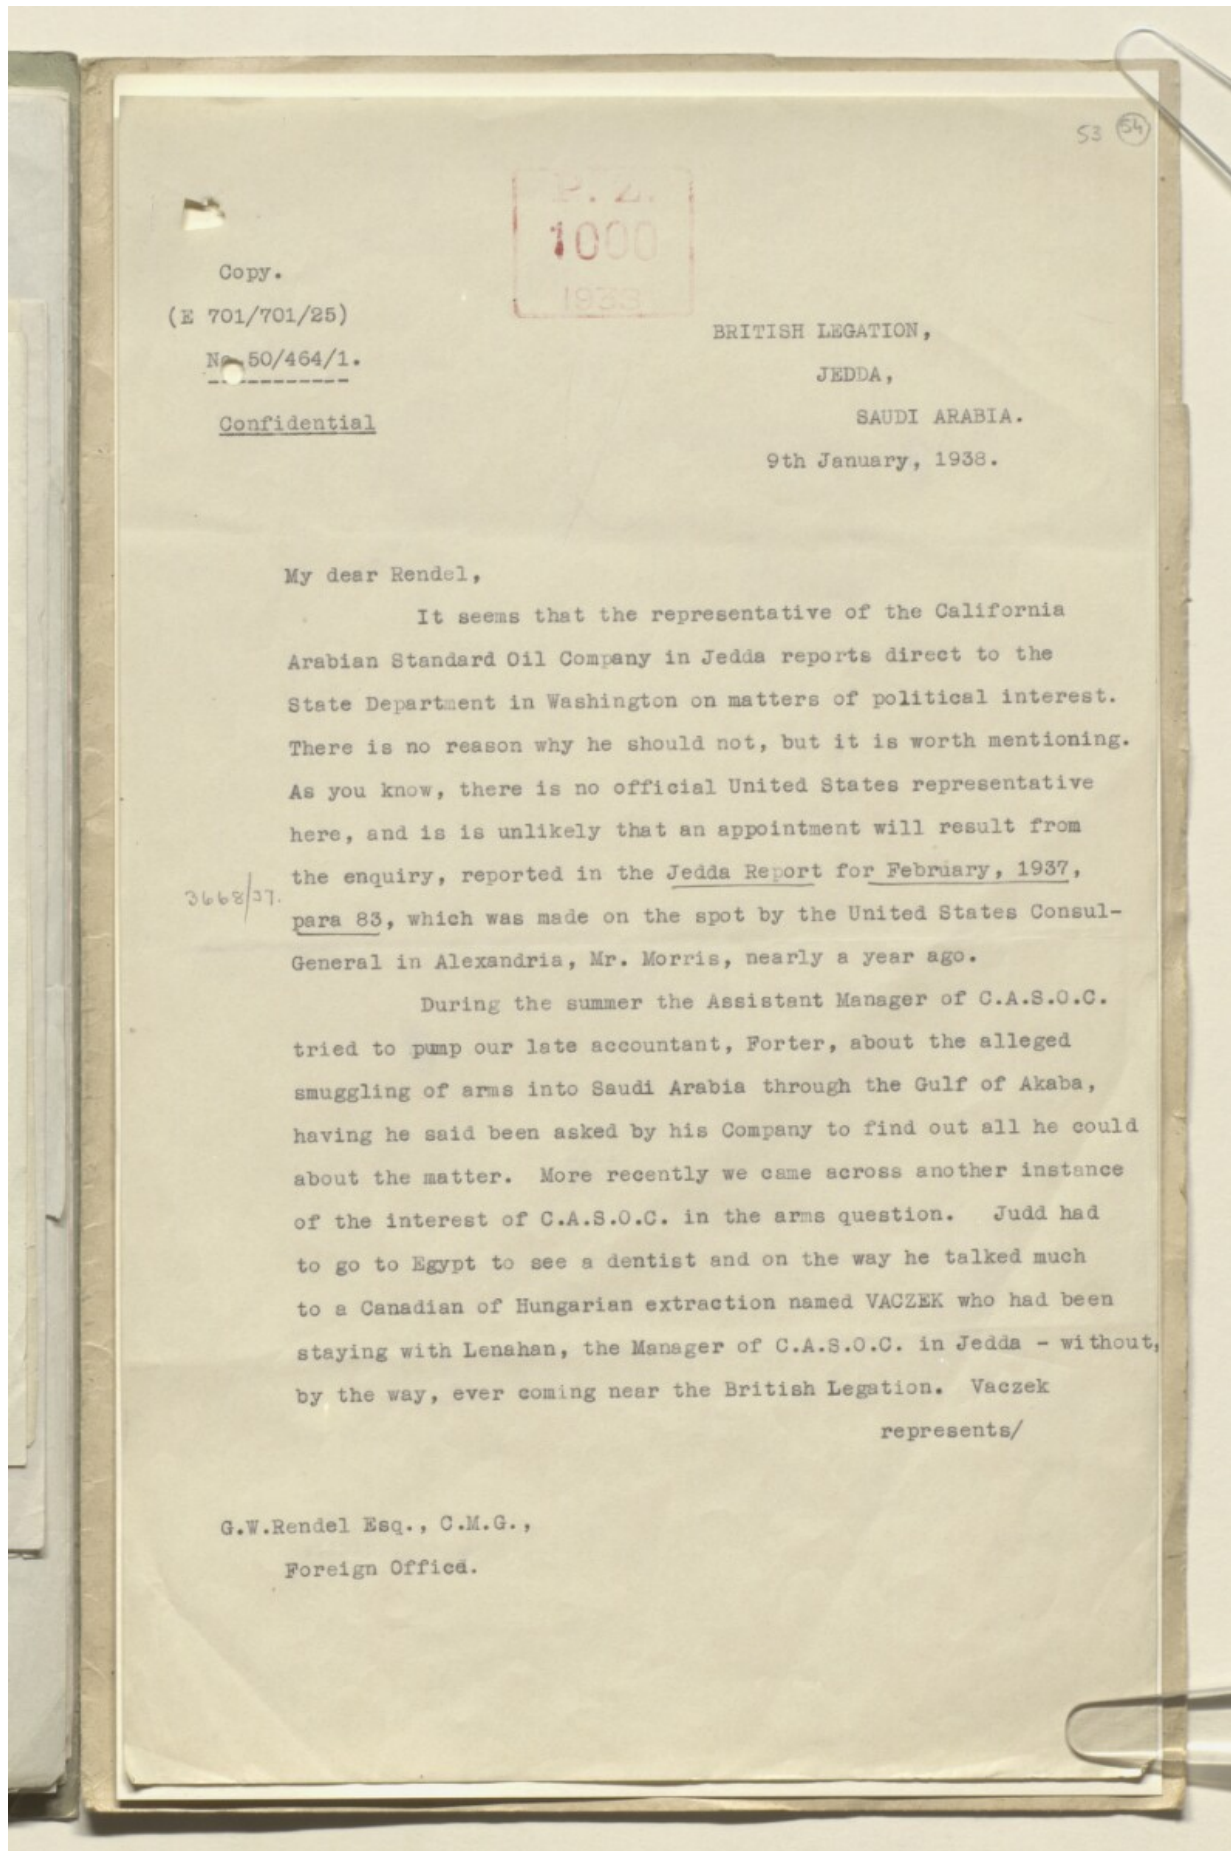 53 54
P. Z.
1000
1938
Copy.
(E 701/701/25)
No. 50/464/1.
Confidential
BRITISH LEGATION,
JEDDA,
SAUDI ARABIA.
9th January, 1938.
My dear Rendel,
It seems that the representative of the California
Arabian Standard Oil Company in Jedda reports direct to the
State Department in Washington on matters of political interest.
There is no reason why he should not, but it is worth mentioning.
As you know, there is no official United States representative
here, and is is unlikely that an appointment will result from
the enquiry, reported in the Jedda Report for February, 1937,
3668/37.
para 83, which was made on the spot by the United States Consul-
General in Alexandria, Mr. Morris, nearly a year ago.
During the summer the Assistant Manager of C.A.S.O.C.
tried to pump our late accountant, Forter, about the alleged
smuggling of arms into Saudi Arabia through the Gulf of Akaba,
having he said been asked by his Company to find out all he could
about the matter. More recently we came across another instance
of the interest of C.A.S.O.C. in the arms question. Judd had
to go to Egypt to see a dentist and on the way he talked much
to a Canadian of Hungarian extraction named VACZEK who had been
staying with Lenahan, the Manager of C.A.S.O.C. in Jedda - without,
by the way, ever coming near the British Legation. Vaczek
represents/
G.W.Rendel Esq., C.M.G.,
Foreign Office.